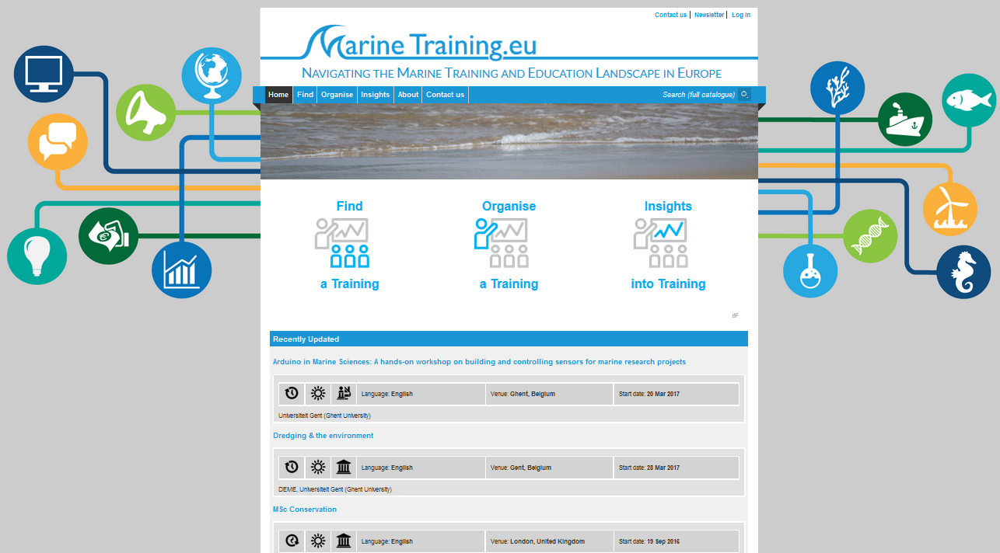 Contact us | Newsletter | Log in
Marine Training.eu
Navigating the Marine Training and Education Landscape in Europe
Home Find Organise Insights About Contact us Search (full catalogue)
Find Organise Insights
a Training a Training into Training
Recently Updated
Arduino in Marine Sciences: A hands-on workshop on building and controlling sensors for marine research projects
Language: English Venue: Ghent, Belgium Start date: 20 Mar 2017
Universiteit Gent (Ghent University)
Dredging & the environment
Language: English Venue: Gent, Belgium Start date: 28 Mar 2017
DEME, Universiteit Gent (Ghent University)
MSc Conservation
Language: English Venue: London, United Kingdom Start date: 19 Sep 2016